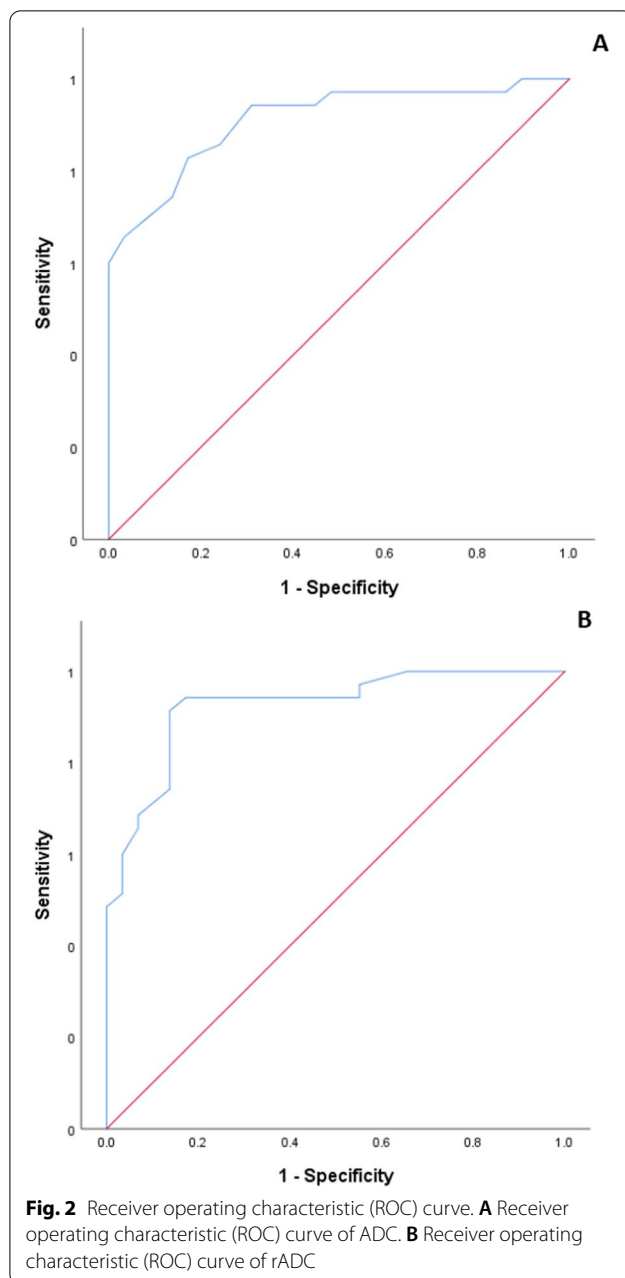 A
1
1
1
0
0
0
Sensitivity
0.0 0.2 0.4 0.6 0.8 1.0
1 - Specificity
B
1
1
1
0
0
0
Sensitivity
0.0 0.2 0.4 0.6 0.8 1.0
1 - Specificity
Fig. 2 Receiver operating characteristic (ROC) curve. A Receiver
operating characteristic (ROC) curve of ADC. B Receiver operating
characteristic (ROC) curve of rADC